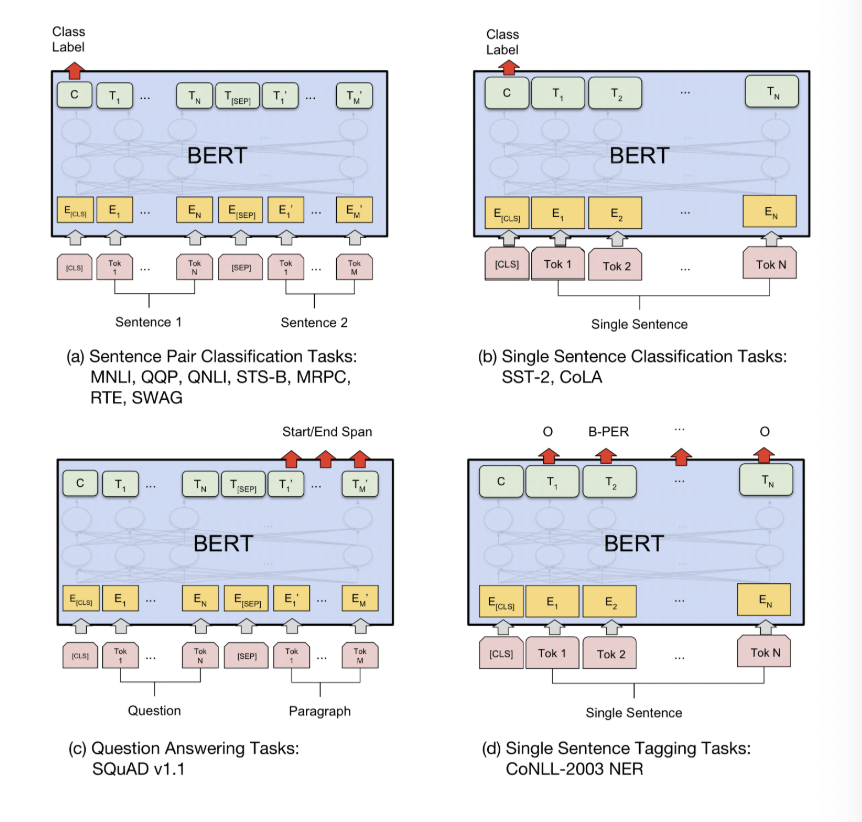 Class
Label
C T1 ... TN T[SEP] T1' ... TM'
...
BERT
...
E[CLS] E1 ... EN E[SEP] E1' ... EM'
[CLS] Tok 1 ... Tok N [SEP] Tok 1 ... Tok M
Sentence 1 Sentence 2
(a) Sentence Pair Classification Tasks:
MNLI, QQP, QNLI, STS-B, MRPC,
RTE, SWAG
Class
Label
C T1 T2 ... TN
...
BERT
...
E[CLS] E1 E2 ... EN
[CLS] Tok 1 Tok 2 ... Tok N
Single Sentence
(b) Single Sentence Classification Tasks:
SST-2, CoLA
Start/End Span
C T1 ... TN T[SEP] T1' ... TM'
...
BERT
...
E[CLS] E1 ... EN E[SEP] E1' ... EM'
[CLS] Tok 1 ... Tok N [SEP] Tok 1 ... Tok M
Question Paragraph
(c) Question Answering Tasks:
SQuAD v1.1
O B-PER ... O
C T1 T2 ... TN
...
BERT
...
E[CLS] E1 E2 ... EN
[CLS] Tok 1 Tok 2 ... Tok N
Single Sentence
(d) Single Sentence Tagging Tasks:
CoNLL-2003 NER